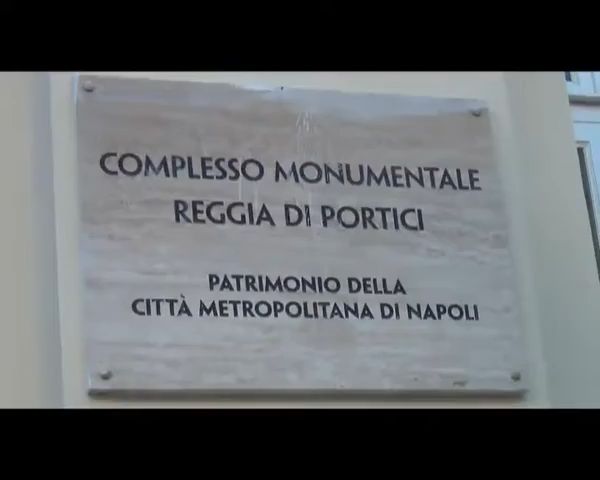 COMPLESSO MONUMENTALE
REGGIA DI PORTICI
PATRIMONIO DELLA
CITTÀ METROPOLITANA DI NAPOLI